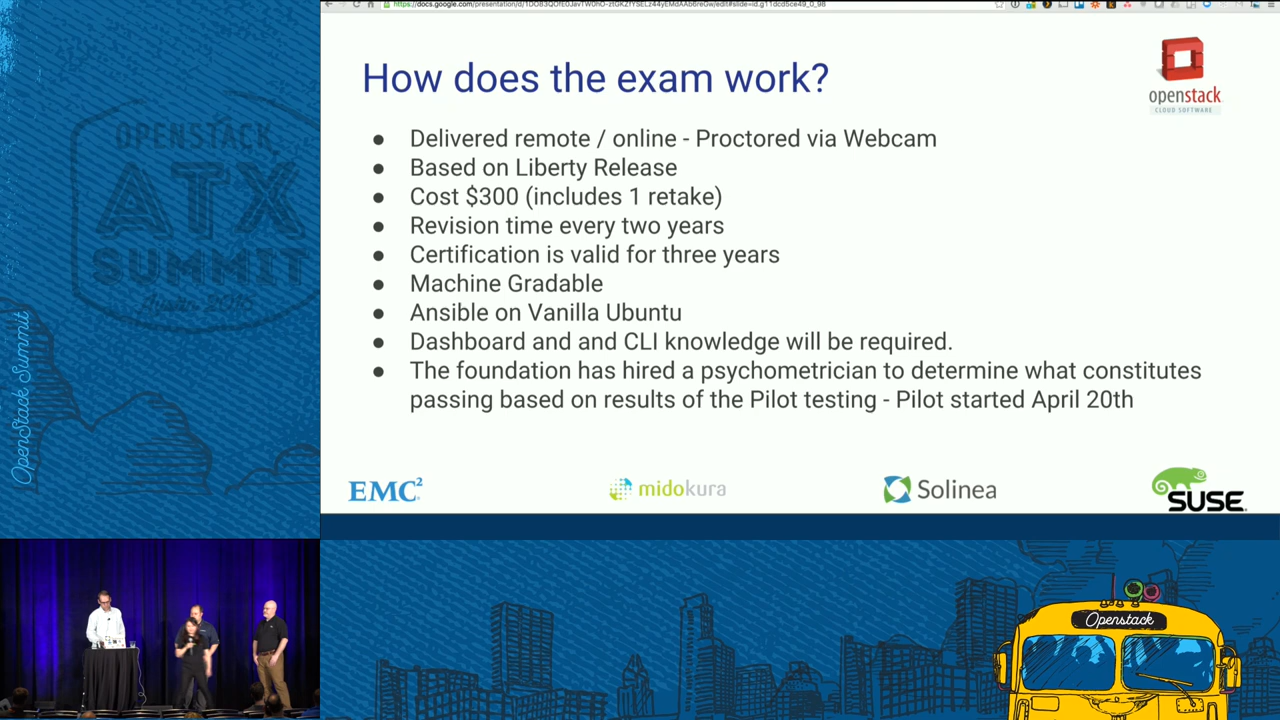 How does the exam work?
openstack
CLOUD SOFTWARE
● Delivered remote / online - Proctored via Webcam
● Based on Liberty Release
● Cost $300 (includes 1 retake)
● Revision time every two years
● Certification is valid for three years
● Machine Gradable
● Ansible on Vanilla Ubuntu
● Dashboard and and CLI knowledge will be required.
● The foundation has hired a psychometrician to determine what constitutes
passing based on results of the Pilot testing - Pilot started April 20th
EMC²
midokura
Solinea
SUSE
OPENSTACK
ATX
SUMMIT
Austin 2016
OpenStack Summit
Openstack